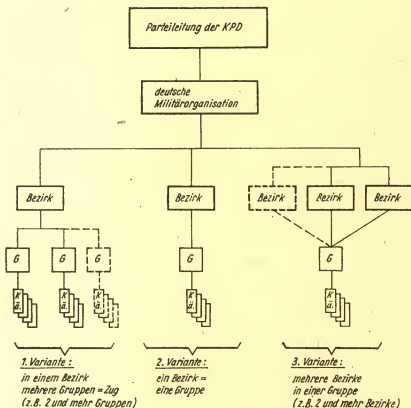 Parteileitung der KPD
deutsche
Militärorganisation
Bezirk
Bezirk
Bezirk
Bezirk
Bezirk
G
G
G
G
G
K
ä.
K
ä.
K
ä.
K
ä.
K
ä.
1. Variante:
in einem Bezirk
mehrere Gruppen = Zug
(z.B. 2 und mehr Gruppen)
2. Variante:
ein Bezirk =
eine Gruppe
3. Variante:
mehrere Bezirke
in einer Gruppe
(z.B. 2 und mehr Bezirke)